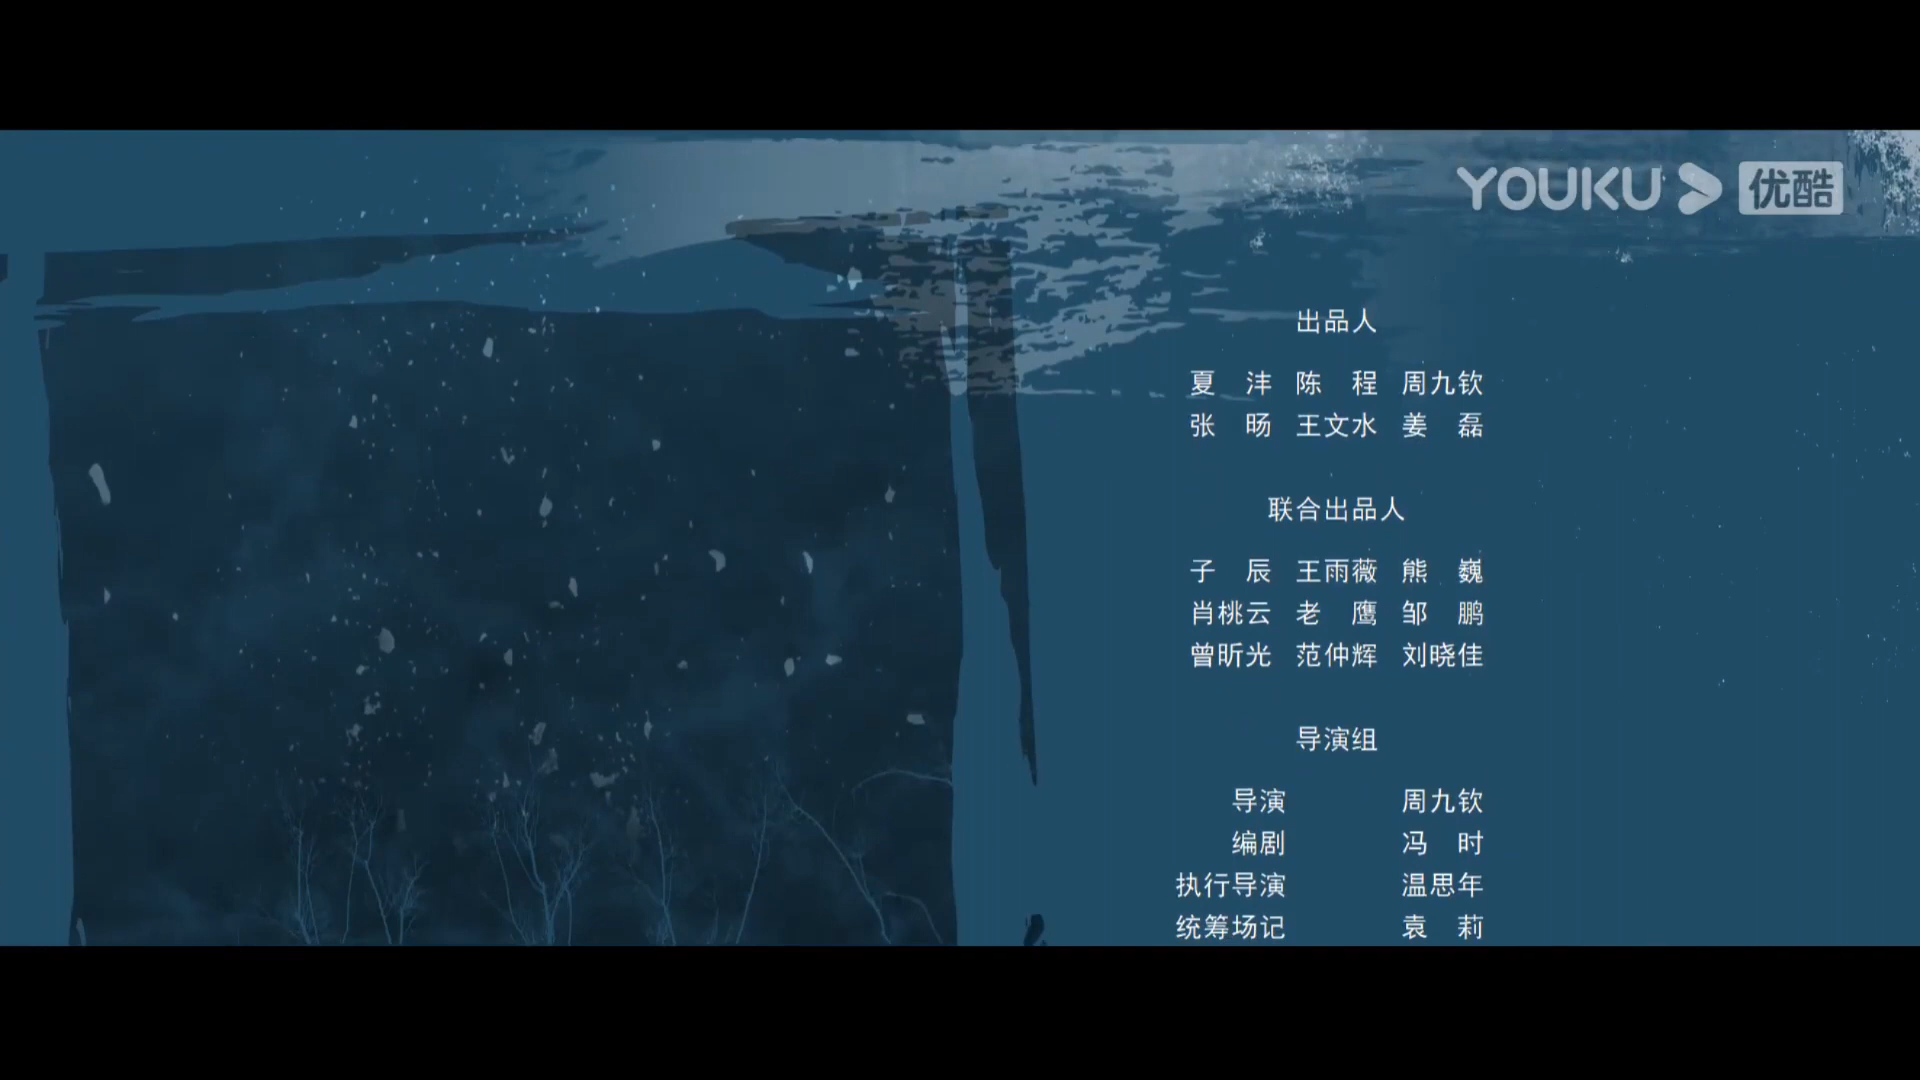 YOUKU 优酷
出品人
夏 沣 陈 程 周九钦
张 旸 王文水 姜 磊
联合出品人
子 辰 王雨薇 熊 巍
肖桃云 老 鹰 邹 鹏
曾昕光 范仲辉 刘晓佳
导演组
导演 周九钦
编剧 冯 时
执行导演 温思年
统筹场记 袁 莉